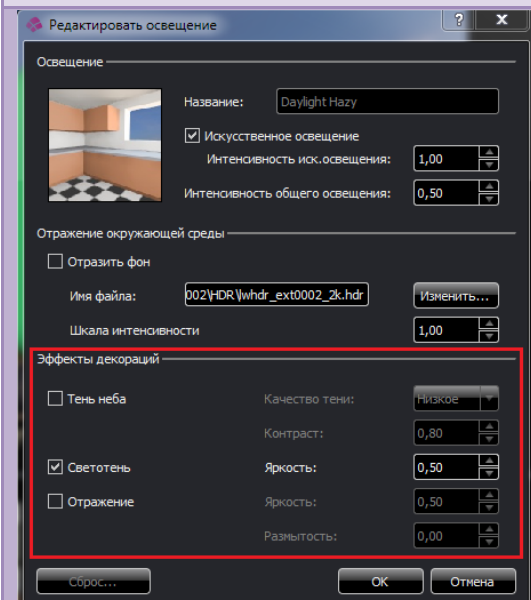 Редактировать освещение
Освещение
Название: Daylight Hazy
Искусственное освещение
Интенсивность иск.освещения: 1,00
Интенсивность общего освещения: 0,50
Отражение окружающей среды
Отразить фон
Имя файла: 002\HDR\lwhdr_ext0002_2k.hdr Изменить...
Шкала интенсивности 1,00
Эффекты декораций
Тень неба Качество тени: Низкое
Контраст: 0,80
Светотень Яркость: 0,50
Отражение Яркость: 0,50
Размытость: 0,00
Сброс... OK Отмена